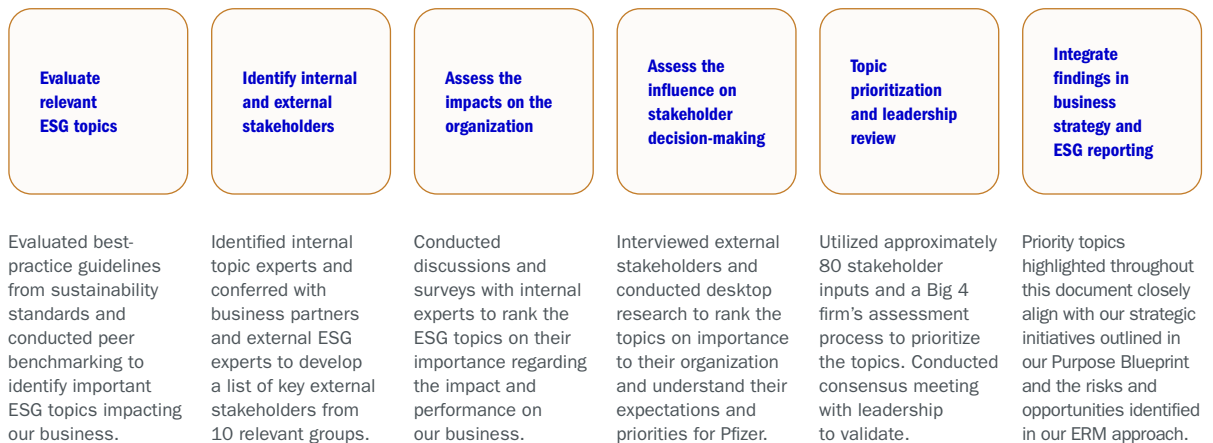 Evaluate
relevant
ESG topics
Identify internal
and external
stakeholders
Assess the
impacts on the
organization
Assess the
influence on
stakeholder
decision-making
Topic
prioritization
and leadership
review
Integrate
findings in
business
strategy and
ESG reporting
Evaluated best-
practice guidelines
from sustainability
standards and
conducted peer
benchmarking to
identify important
ESG topics impacting
our business.
Identified internal
topic experts and
conferred with
business partners
and external ESG
experts to develop
a list of key external
stakeholders from
10 relevant groups.
Conducted
discussions and
surveys with internal
experts to rank the
ESG topics on their
importance regarding
the impact and
performance on
our business.
Interviewed external
stakeholders and
conducted desktop
research to rank the
topics on importance
to their organization
and understand their
expectations and
priorities for Pfizer.
Utilized approximately
80 stakeholder
inputs and a Big 4
firm's assessment
process to prioritize
the topics. Conducted
consensus meeting
with leadership
to validate.
Priority topics
highlighted throughout
this document closely
align with our strategic
initiatives outlined in
our Purpose Blueprint
and the risks and
opportunities identified
in our ERM approach.